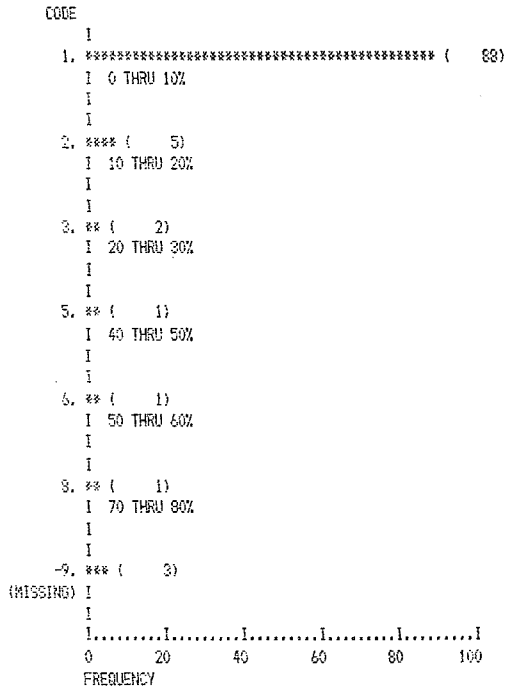 CODE
I
1. ********************************************* ( 88)
I 0 THRU 10%
I
I
2. **** ( 5)
I 10 THRU 20%
I
I
3. ** ( 2)
I 20 THRU 30%
I
I
5. ** ( 1)
I 40 THRU 50%
I
I
6. ** ( 1)
I 50 THRU 60%
I
I
8. ** ( 1)
I 70 THRU 80%
I
I
-9. *** ( 3)
(MISSING) I
I
I.........I.........I.........I.........I.........I
0 20 40 60 80 100
FREQUENCY